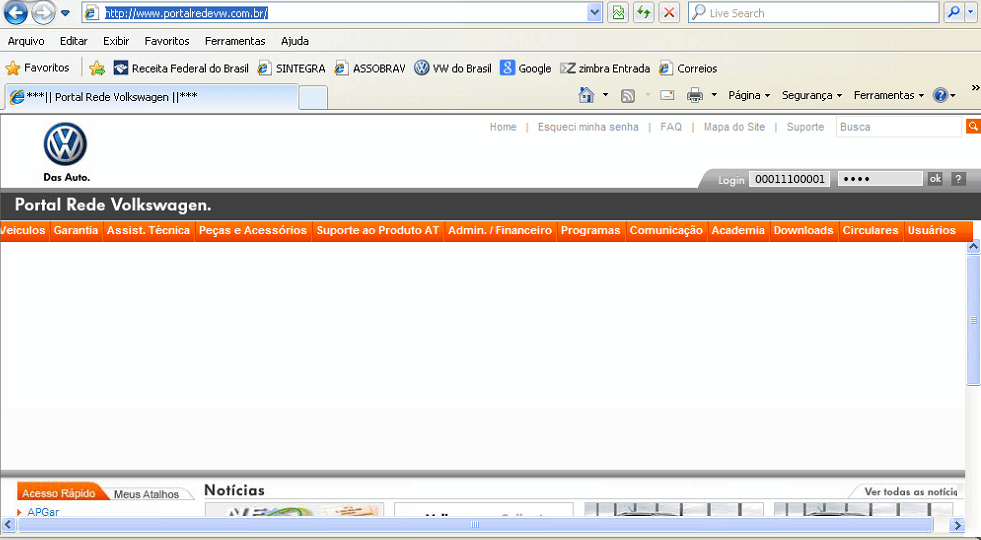 http://www.portalredevw.com.br/
Live Search
Arquivo Editar Exibir Favoritos Ferramentas Ajuda
Favoritos Receita Federal do Brasil SINTEGRA ASSOBRAV VW do Brasil Google zimbra Entrada Correios
***|| Portal Rede Volkswagen ||*** Página Segurança Ferramentas
Home | Esqueci minha senha | FAQ | Mapa do Site | Suporte Busca
Das Auto.
Login 00011100001 •••• ok ?
Portal Rede Volkswagen.
Veiculos Garantia Assist. Técnica Peças e Acessórios Suporte ao Produto AT Admin. / Financeiro Programas Comunicação Academia Downloads Circulares Usuários
Acesso Rápido Meus Atalhos Notícias Ver todas as notícia
APGar